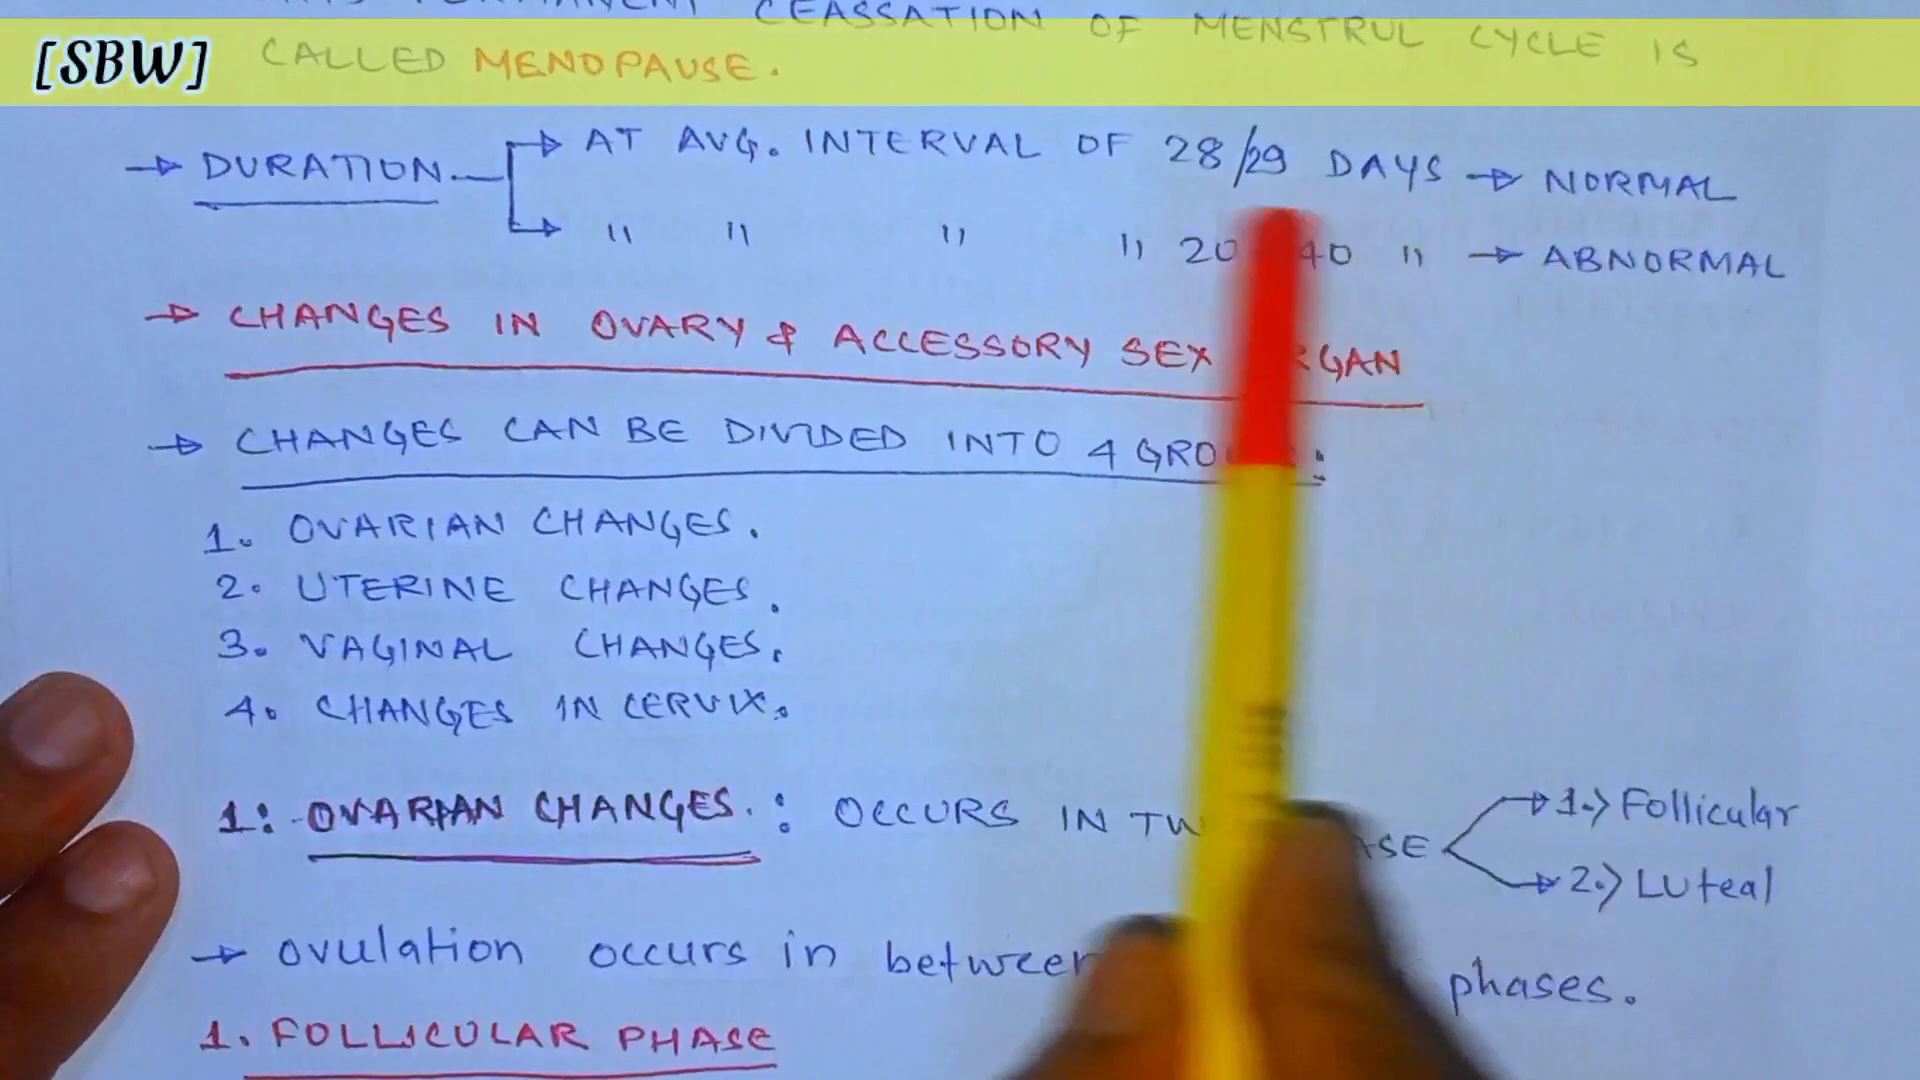 CEASSATION OF MENSTRUL CYCLE IS
[SBW] CALLED MENOPAUSE.
→ DURATION → AT AVG. INTERVAL OF 28/29 DAYS → NORMAL
→ " " " " 20 40 " → ABNORMAL
→ CHANGES IN OVARY & ACCESSORY SEX
→ CHANGES CAN BE DIVIDED INTO 4 :
1. OVARIAN CHANGES.
2. UTERINE CHANGES.
3. VAGINAL CHANGES.
4. CHANGES IN CERVIX.
1: OVARIAN CHANGES. : OCCURS IN
→ 1.) Follicular
→ 2.) Luteal
→ ovulation occurs in between phases.
1. FOLLICULAR PHASE